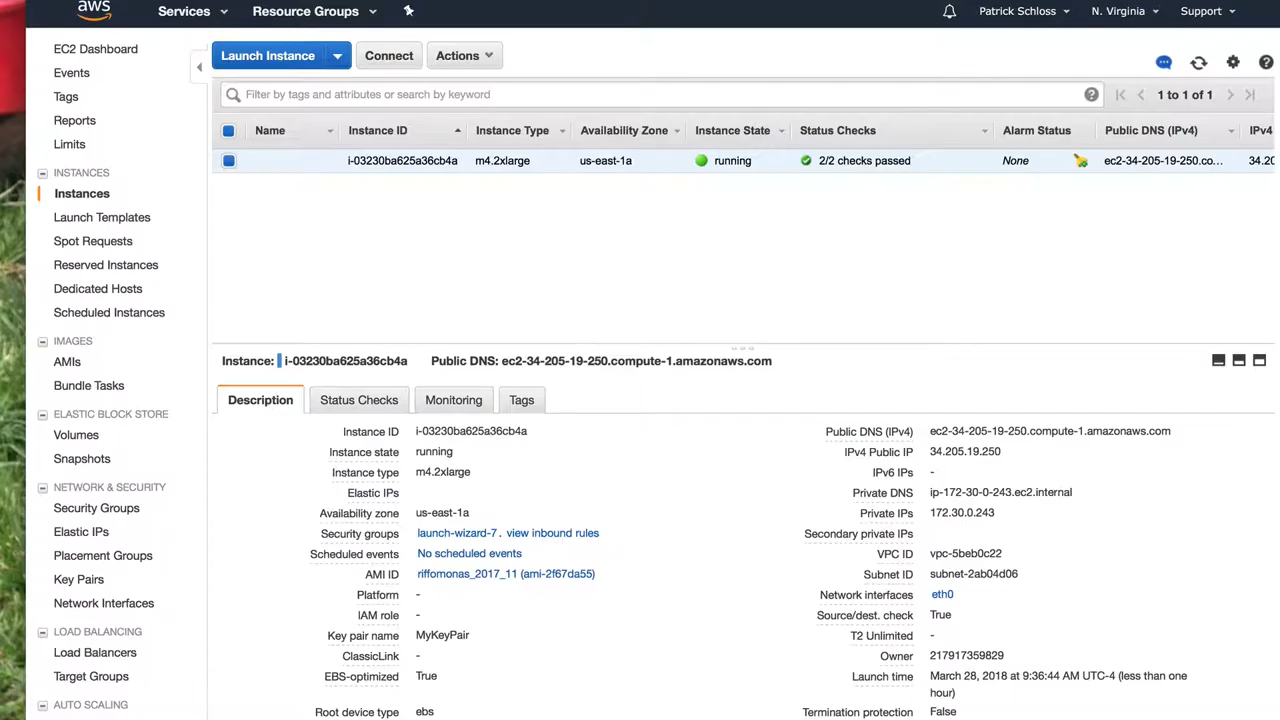 aws Services Resource Groups Patrick Schloss N. Virginia Support
EC2 Dashboard
Events
Tags
Reports
Limits
INSTANCES
Instances
Launch Templates
Spot Requests
Reserved Instances
Dedicated Hosts
Scheduled Instances
IMAGES
AMIs
Bundle Tasks
ELASTIC BLOCK STORE
Volumes
Snapshots
NETWORK & SECURITY
Security Groups
Elastic IPs
Placement Groups
Key Pairs
Network Interfaces
LOAD BALANCING
Load Balancers
Target Groups
AUTO SCALING
Launch Instance Connect Actions
Filter by tags and attributes or search by keyword 1 to 1 of 1
Name Instance ID Instance Type Availability Zone Instance State Status Checks Alarm Status Public DNS (IPv4) IPv4
i-03230ba625a36cb4a m4.2xlarge us-east-1a running 2/2 checks passed None ec2-34-205-19-250.co... 34.20
Instance: i-03230ba625a36cb4a Public DNS: ec2-34-205-19-250.compute-1.amazonaws.com
Description Status Checks Monitoring Tags
Instance ID i-03230ba625a36cb4a
Instance state running
Instance type m4.2xlarge
Elastic IPs
Availability zone us-east-1a
Security groups launch-wizard-7. view inbound rules
Scheduled events No scheduled events
AMI ID riffomonas_2017_11 (ami-2f67da55)
Platform -
IAM role -
Key pair name MyKeyPair
ClassicLink -
EBS-optimized True
Root device type ebs
Public DNS (IPv4) ec2-34-205-19-250.compute-1.amazonaws.com
IPv4 Public IP 34.205.19.250
IPv6 IPs -
Private DNS ip-172-30-0-243.ec2.internal
Private IPs 172.30.0.243
Secondary private IPs
VPC ID vpc-5beb0c22
Subnet ID subnet-2ab04d06
Network interfaces eth0
Source/dest. check True
T2 Unlimited -
Owner 217917359829
Launch time March 28, 2018 at 9:36:44 AM UTC-4 (less than one
hour)
Termination protection False